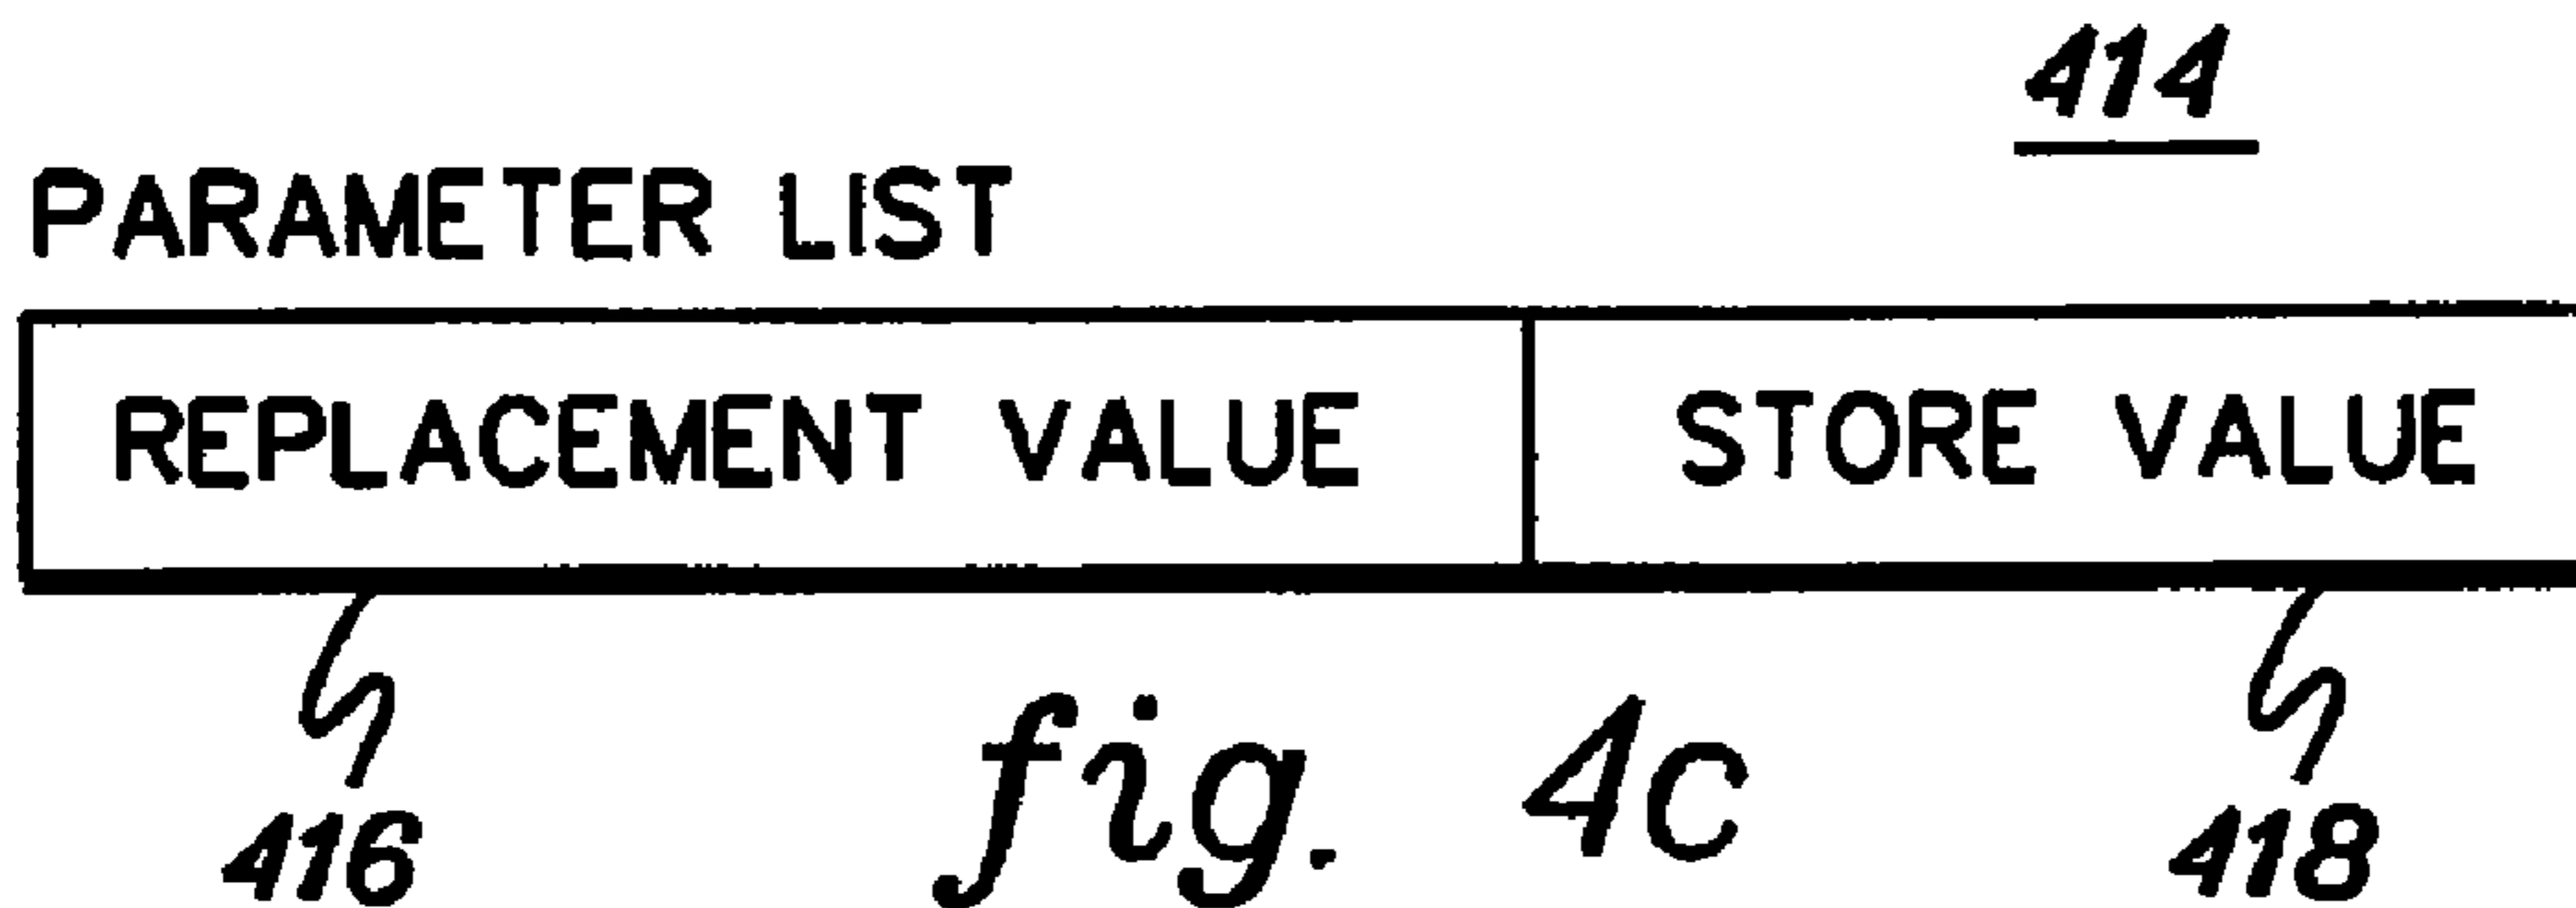 414
PARAMETER LIST
REPLACEMENT VALUE STORE VALUE
416 418
fig. 4c